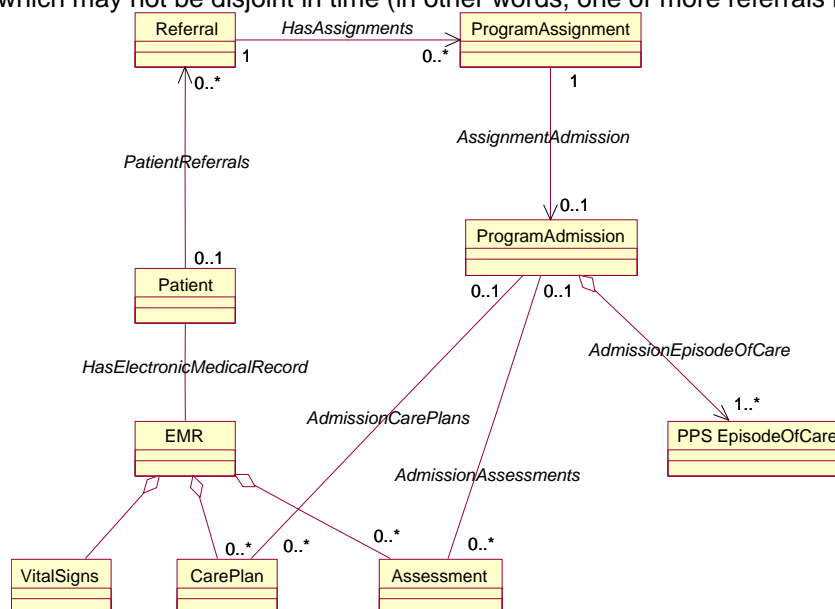 which may not be disjoint in time (in other words, one or more referrals
Referral
HasAssignments
ProgramAssignment
1
0..*
0..*
1
AssignmentAdmission
PatientReferrals
0..1
ProgramAdmission
0..1
Patient
0..1
0..1
HasElectronicMedicalRecord
AdmissionEpisodeOfCare
AdmissionCarePlans
1..*
EMR
PPS EpisodeOfCare
AdmissionAssessments
0..*
0..*
0..*
0..*
VitalSigns
CarePlan
Assessment